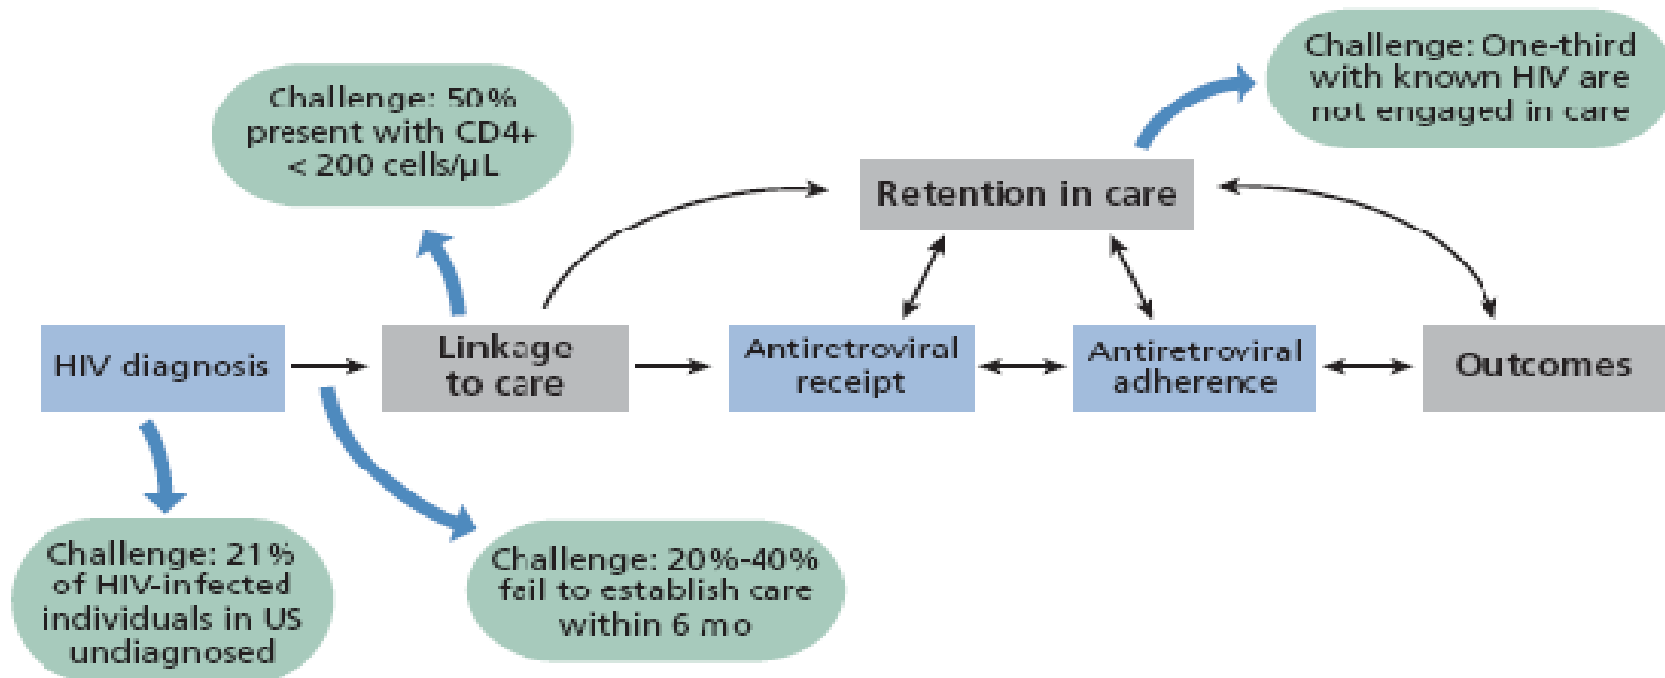 Challenge: One-third
with known HIV are
not engaged in care
Challenge: 50%
present with CD4+
< 200 cells/µL
Retention in care
HIV diagnosis
Linkage
to care
Antiretroviral
receipt
Antiretroviral
adherence
Outcomes
Challenge: 21%
of HIV-infected
individuals in US
undiagnosed
Challenge: 20%-40%
fail to establish care
within 6 mo